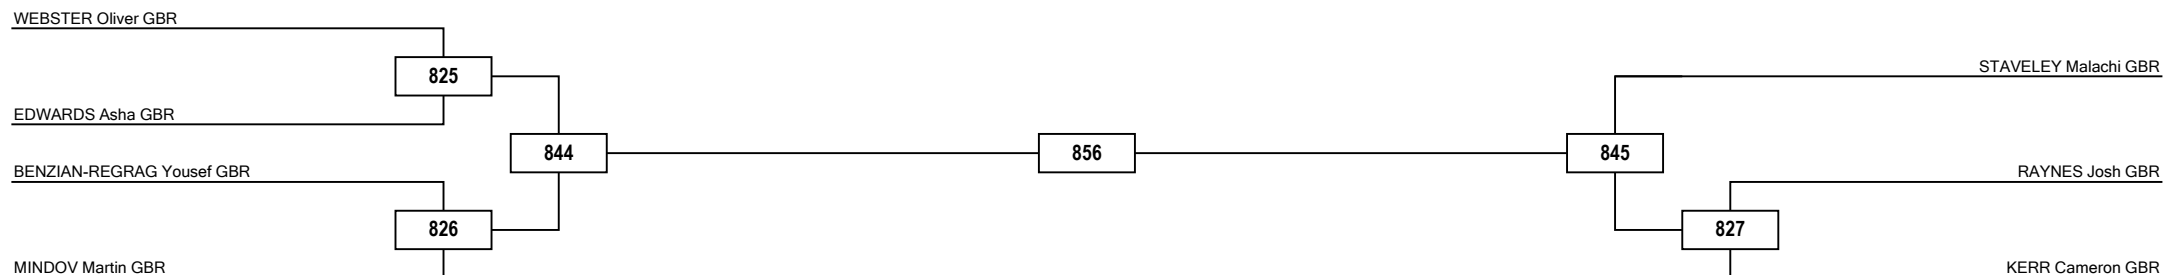 WEBSTER Oliver GBR
825
STAVELEY Malachi GBR
EDWARDS Asha GBR
844
856
845
BENZIAN-REGRAG Yousef GBR
RAYNES Josh GBR
826
827
MINDOV Martin GBR
KERR Cameron GBR